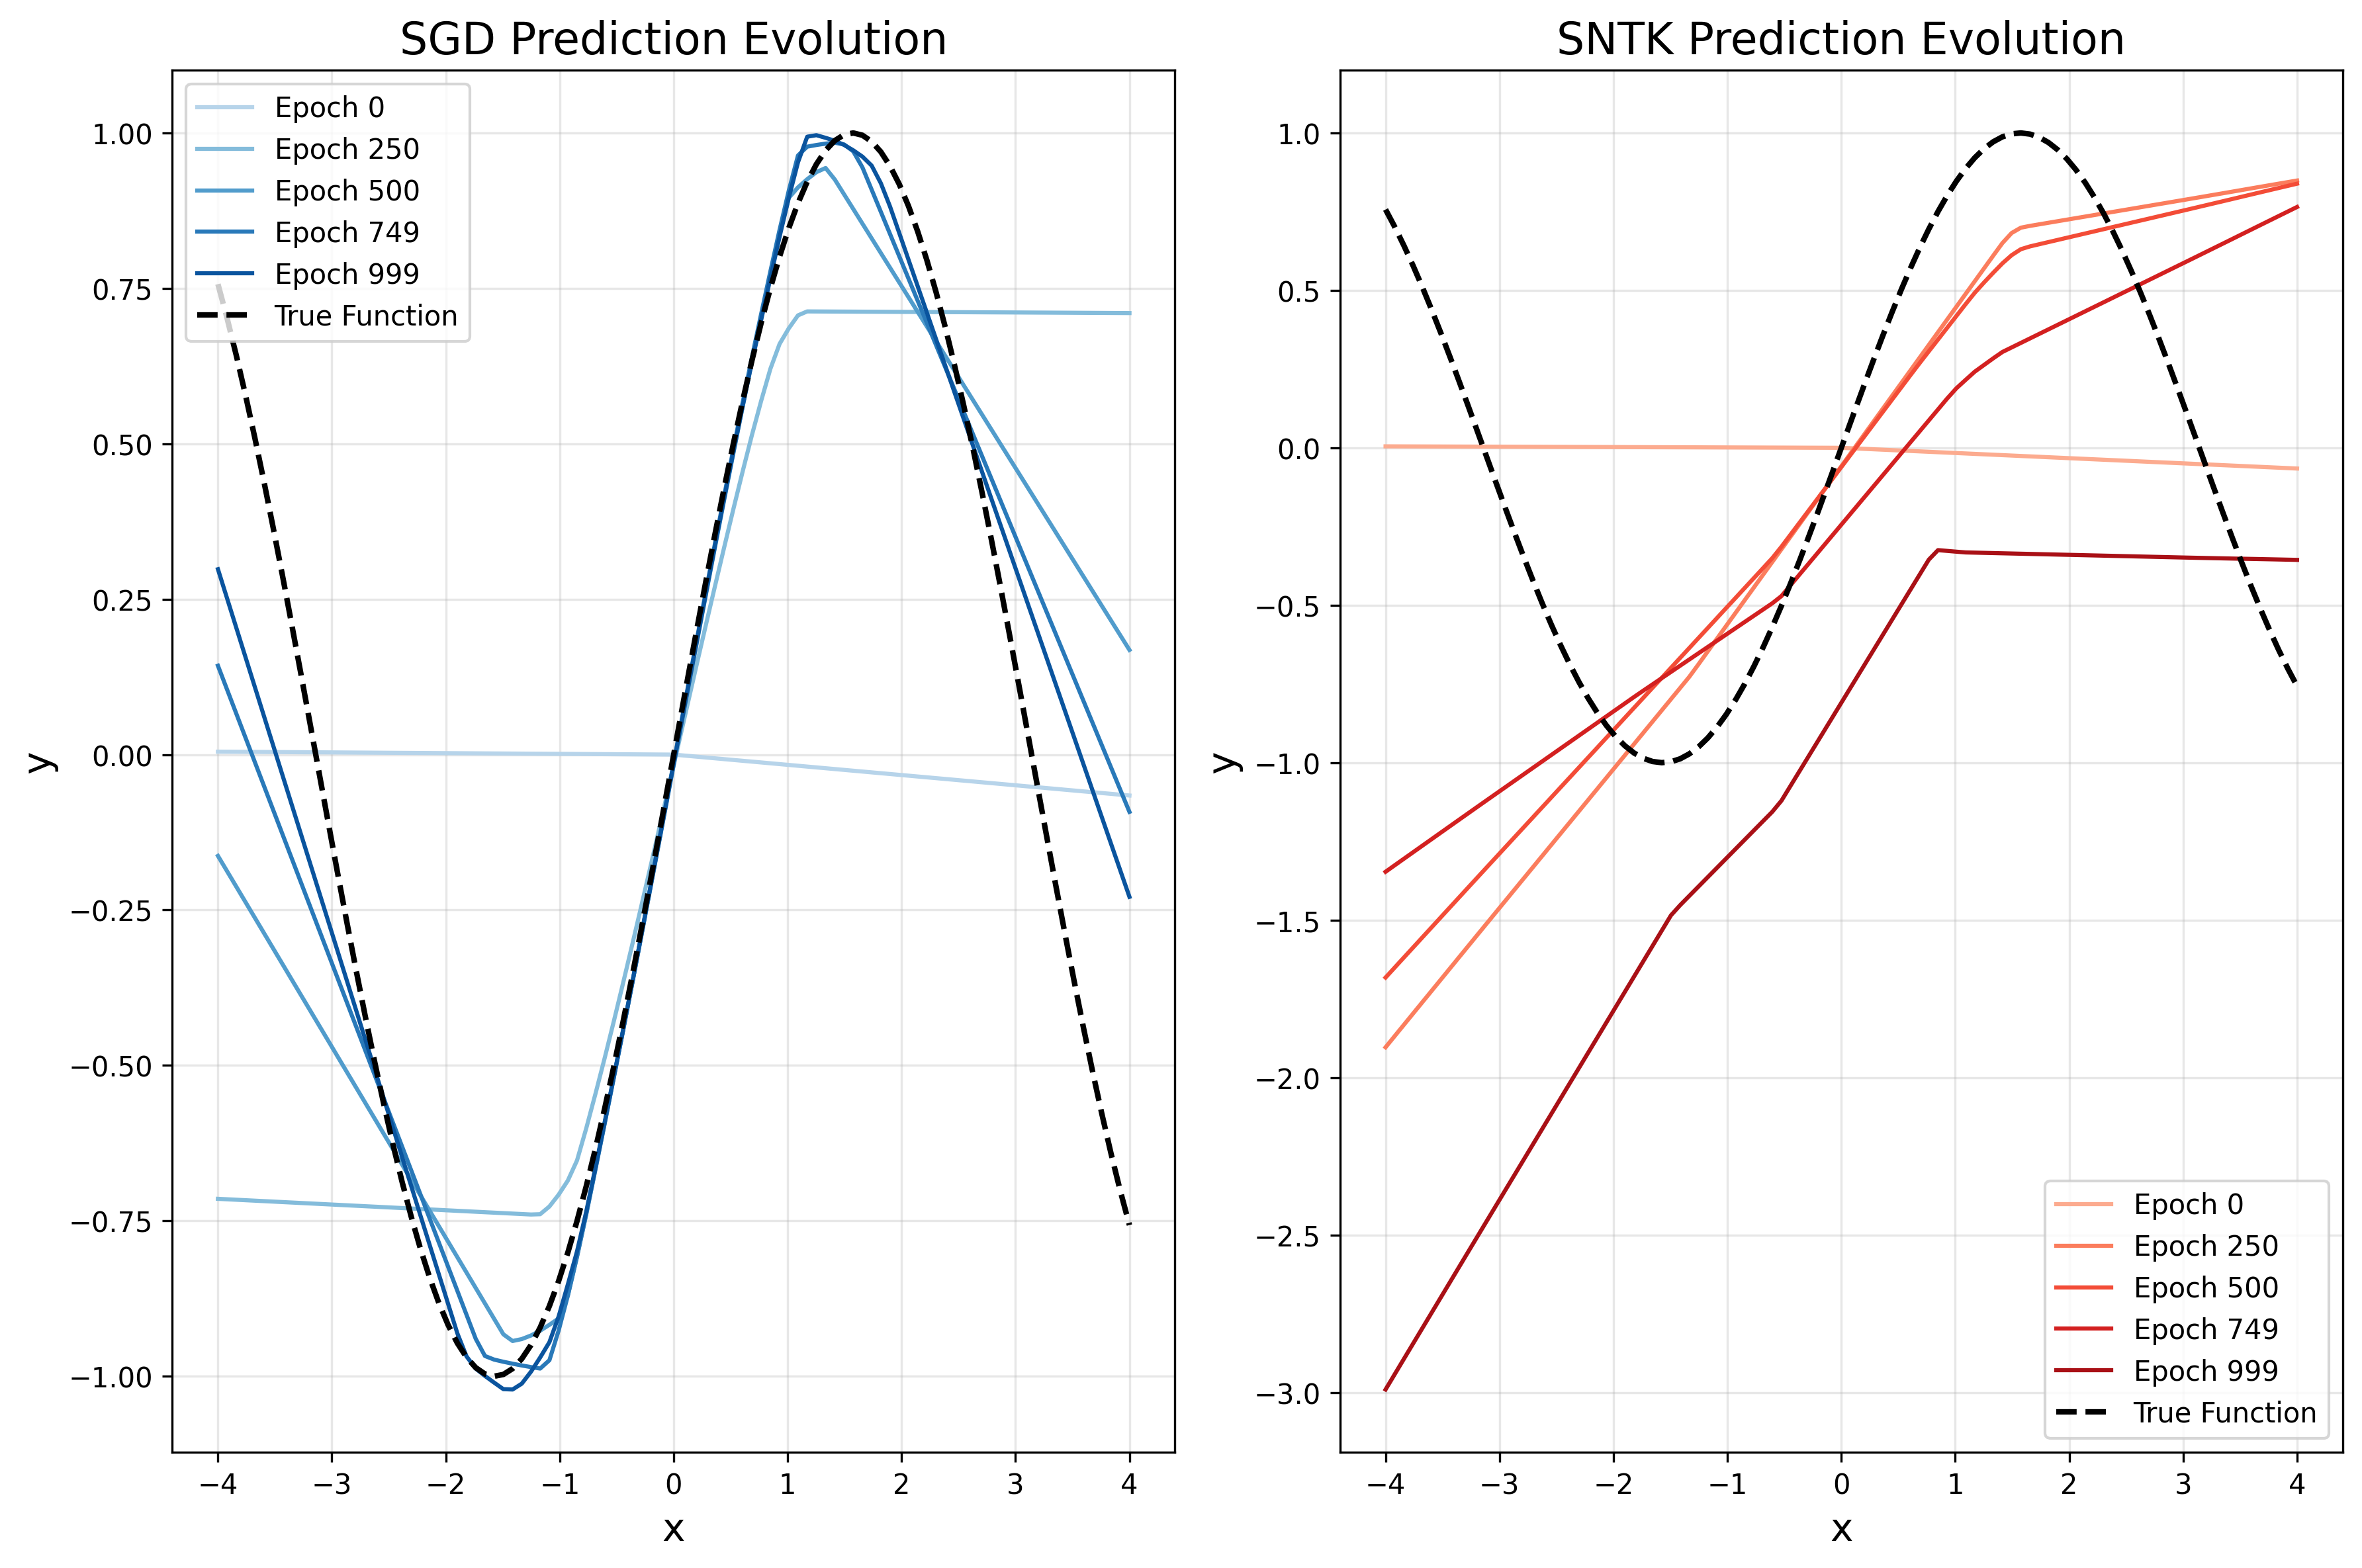 SGD Prediction Evolution
Epoch 0
Epoch 250
Epoch 500
Epoch 749
Epoch 999
True Function
1.00
0.75
0.50
0.25
0.00
−0.25
−0.50
−0.75
−1.00
y
−4 −3 −2 −1 0 1 2 3 4
x
SNTK Prediction Evolution
1.0
0.5
0.0
−0.5
−1.0
−1.5
−2.0
−2.5
−3.0
y
Epoch 0
Epoch 250
Epoch 500
Epoch 749
Epoch 999
True Function
−4 −3 −2 −1 0 1 2 3 4
x